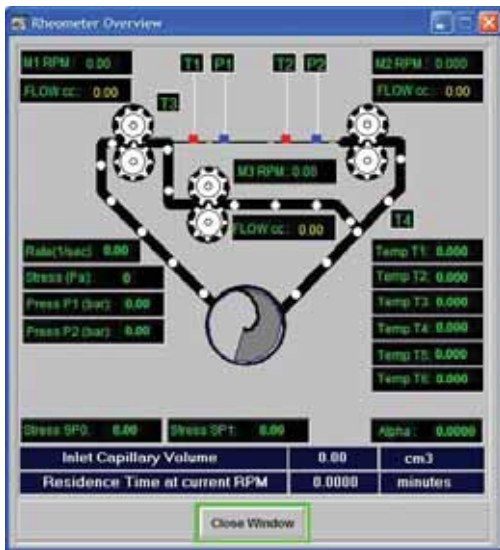 Rheometer Overview
M1 RPM : 0.00 T1 P1 T2 P2 M2 RPM : 0.000
FLOW cc: 0.00 T3 FLOW cc: 0.00
M3 RPM: 0.00
FLOW cc : 0.00 T4
Rate(1/sec) 0.00 Temp T1: 0.000
Stress (Pa) 0 Temp T2: 0.000
Press P1 (bar) 0.00 Temp T3 0.000
Press P2 (bar) 0.00 Temp T4: 0.000
Temp T5: 0.000
Temp T6: 0.000
Stress SP0: 0.00 Stress SP1: 0.00 Alpha : 0.0000
Inlet Capillary Volume 0.00 cm3
Residence Time at current RPM 0.0000 minutes
Close Window